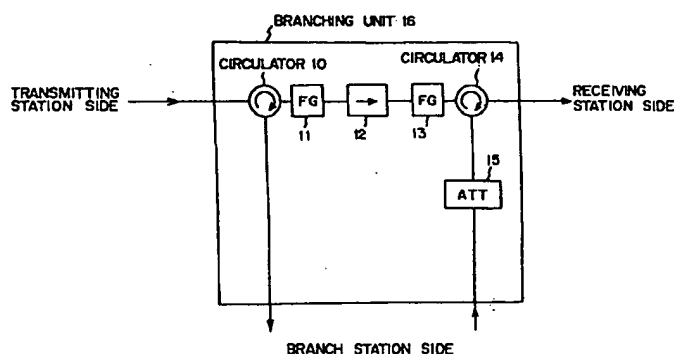 BRANCHING UNIT 16
CIRCULATOR 10
CIRCULATOR 14
TRANSMITTING
STATION SIDE
FG
FG
RECEIVING
STATION SIDE
11
12
13
15
ATT
BRANCH STATION SIDE